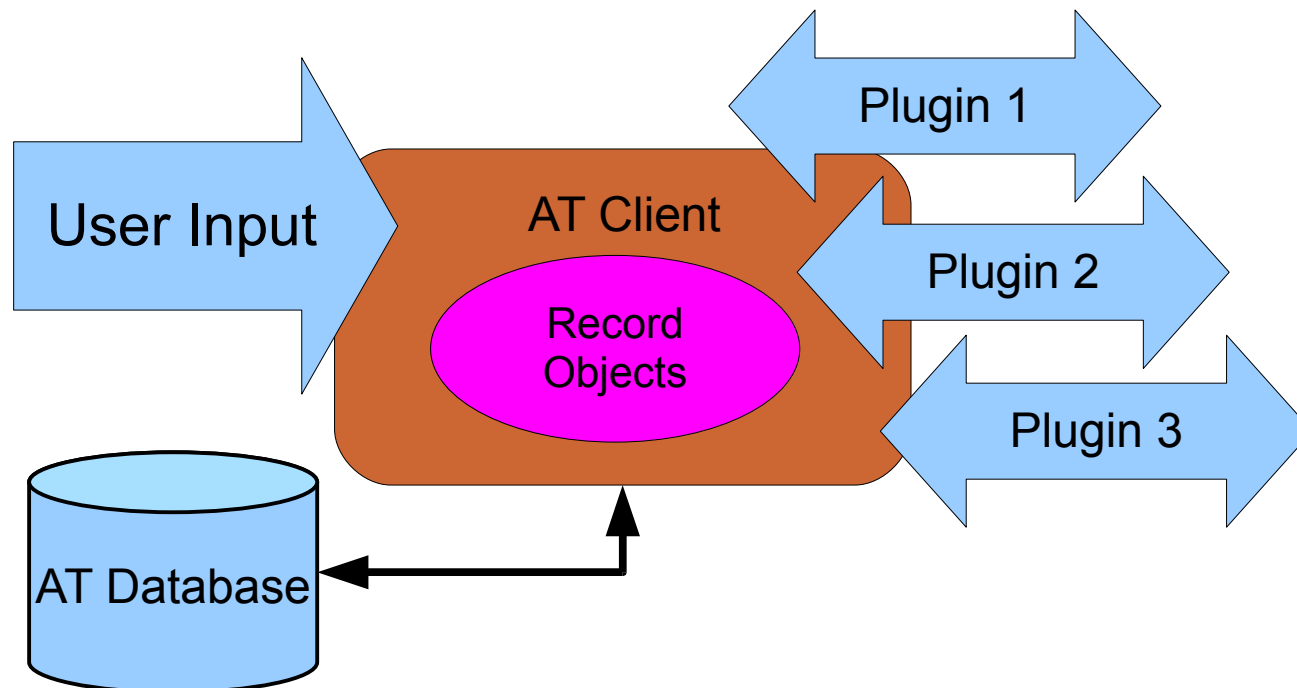 Plugin 1
User Input
AT Client
Plugin 2
Record
Objects
Plugin 3
AT Database